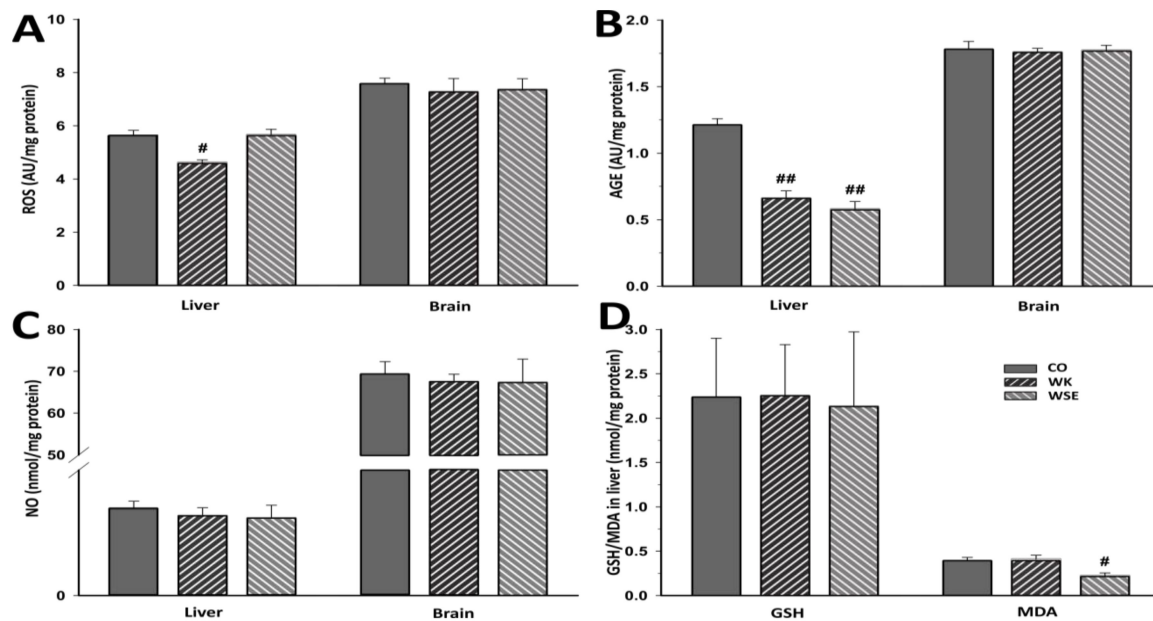 A
ROS (AU/mg protein)
10
8
6
4
2
0
#
Liver
Brain
B
AGE (AU/mg protein)
2.0
1.5
1.0
0.5
0.0
##
##
Liver
Brain
C
NO (nmol/mg protein)
80
70
60
50
0
Liver
Brain
D
GSH/MDA in liver (nmol/mg protein)
3.0
2.5
2.0
1.5
1.0
0.5
0.0
CO
WK
WSE
#
GSH
MDA